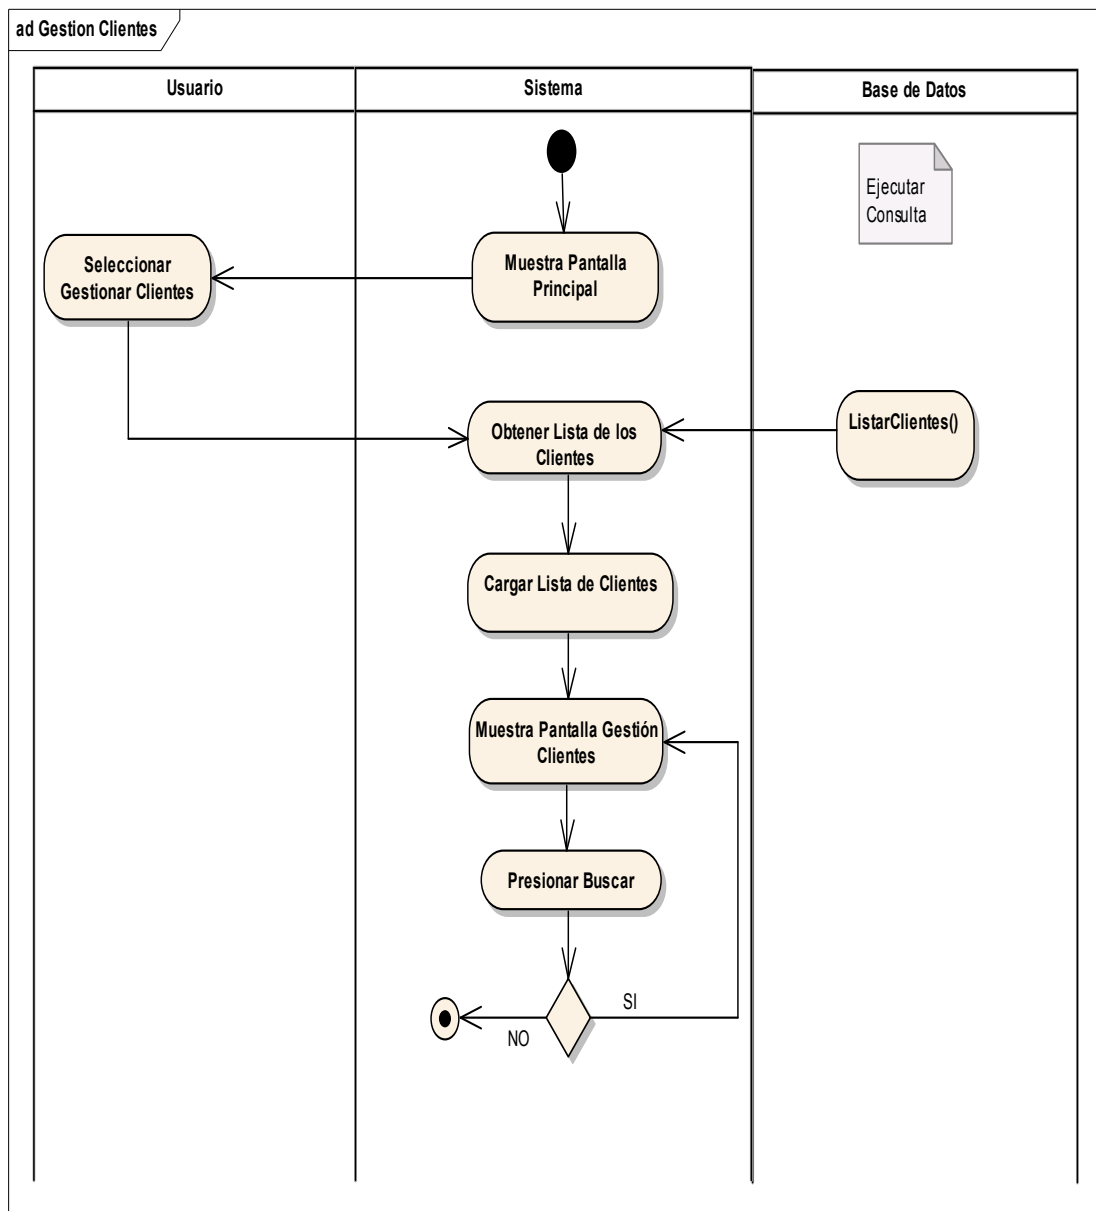 ad Gestion Clientes
Usuario
Sistema
Base de Datos
Ejecutar
Consulta
Seleccionar
Gestionar Clientes
Muestra Pantalla
Principal
Obtener Lista de los
Clientes
ListarClientes()
Cargar Lista de Clientes
Muestra Pantalla Gestión
Clientes
Presionar Buscar
SI
NO